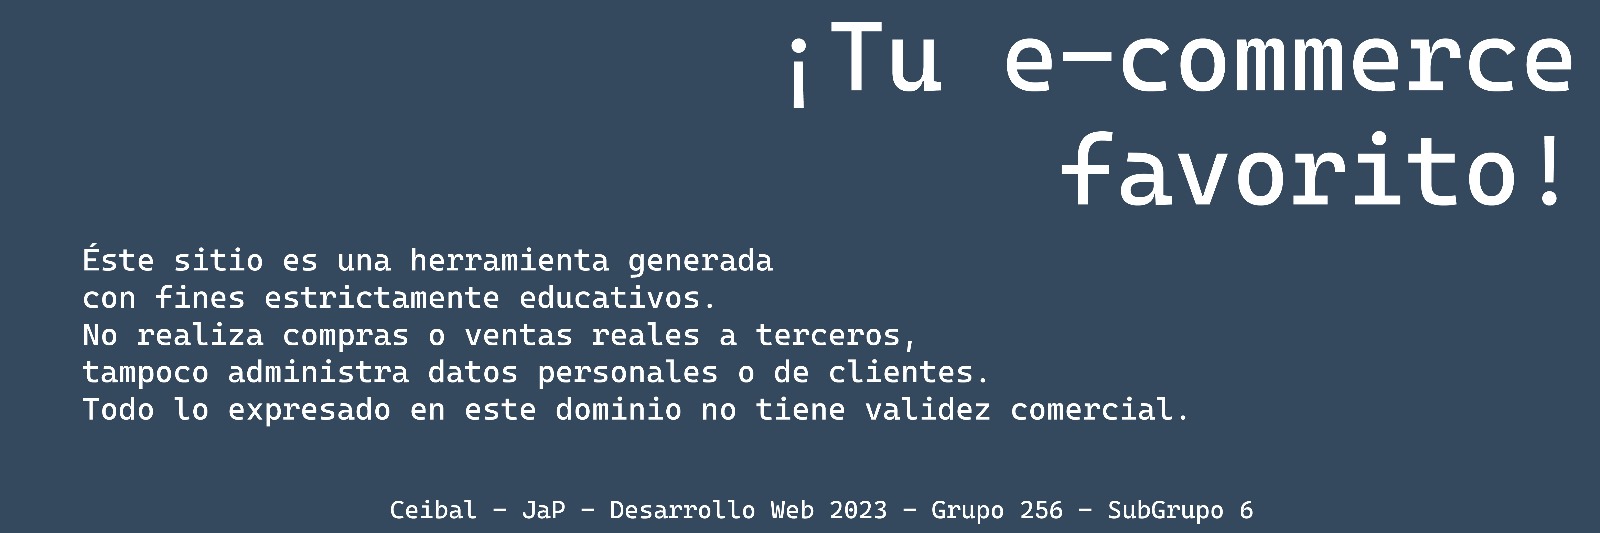 ¡Tu e-commerce
favorito!
Éste sitio es una herramienta generada
con fines estrictamente educativos.
No realiza compras o ventas reales a terceros,
tampoco administra datos personales o de clientes.
Todo lo expresado en este dominio no tiene validez comercial.
Ceibal - JaP - Desarrollo Web 2023 - Grupo 256 - SubGrupo 6